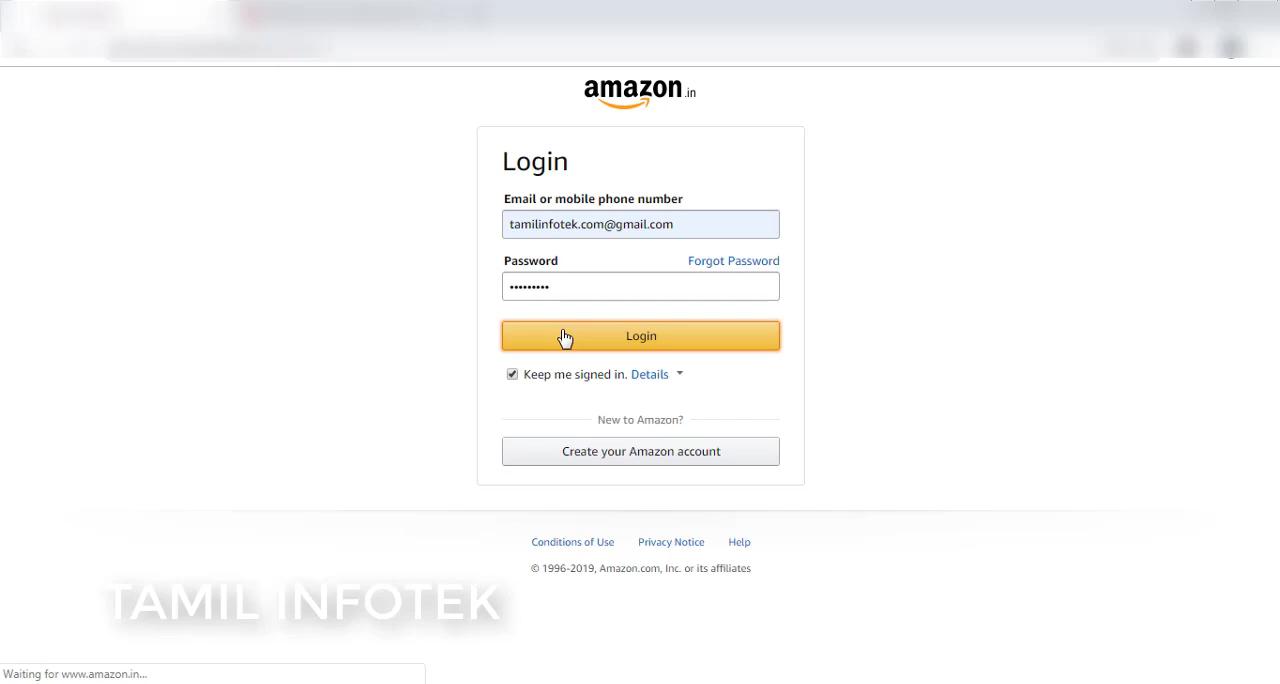 amazon.in
Login
Email or mobile phone number
tamilinfotek.com@gmail.com
Password Forgot Password
•••••••••
Login
Keep me signed in. Details
New to Amazon?
Create your Amazon account
Conditions of Use Privacy Notice Help
© 1996-2019, Amazon.com, Inc. or its affiliates
TAMIL INFOTEK
Waiting for www.amazon.in...